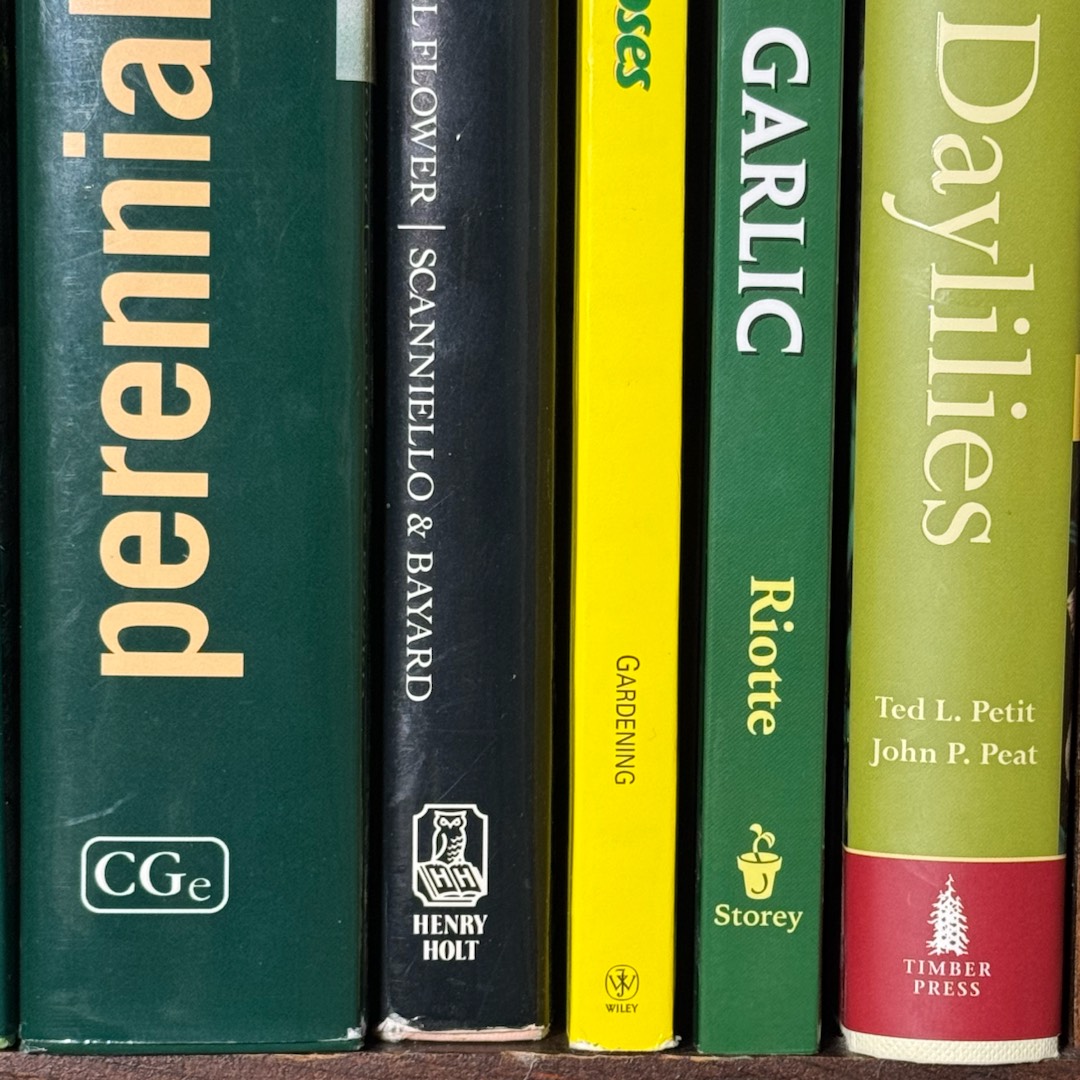 perennial
CGe
L FLOWER | SCANNIELLO & BAYARD
HENRY
HOLT
oses
GARDENING
WILEY
GARLIC
Riotte
Storey
Daylilies
Ted L. Petit
John P. Peat
TIMBER
PRESS